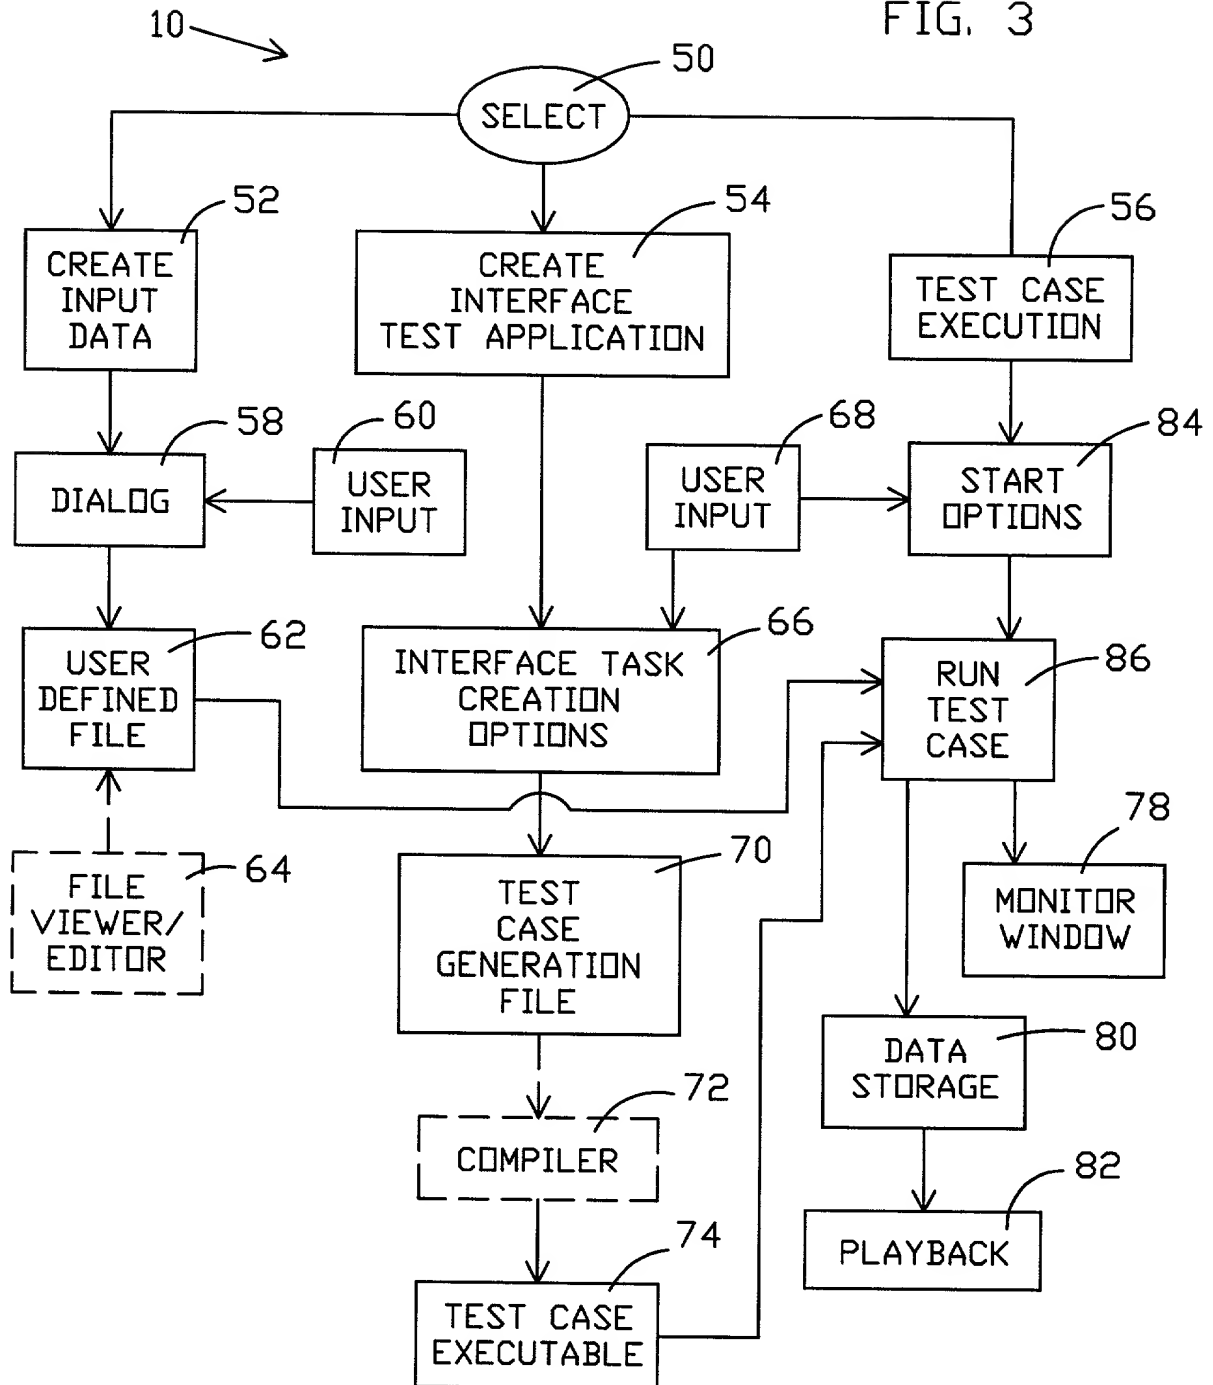 FIG. 3
10
50
SELECT
52
54
56
CREATE
INPUT
DATA
CREATE
INTERFACE
TEST APPLICATION
TEST CASE
EXECUTION
58
60
68
84
DIALOG
USER
INPUT
USER
INPUT
START
OPTIONS
62
66
86
USER
DEFINED
FILE
INTERFACE TASK
CREATION
OPTIONS
RUN
TEST
CASE
64
70
78
FILE
VIEWER/
EDITOR
TEST
CASE
GENERATION
FILE
MONITOR
WINDOW
80
DATA
STORAGE
72
COMPILER
82
PLAYBACK
74
TEST CASE
EXECUTABLE